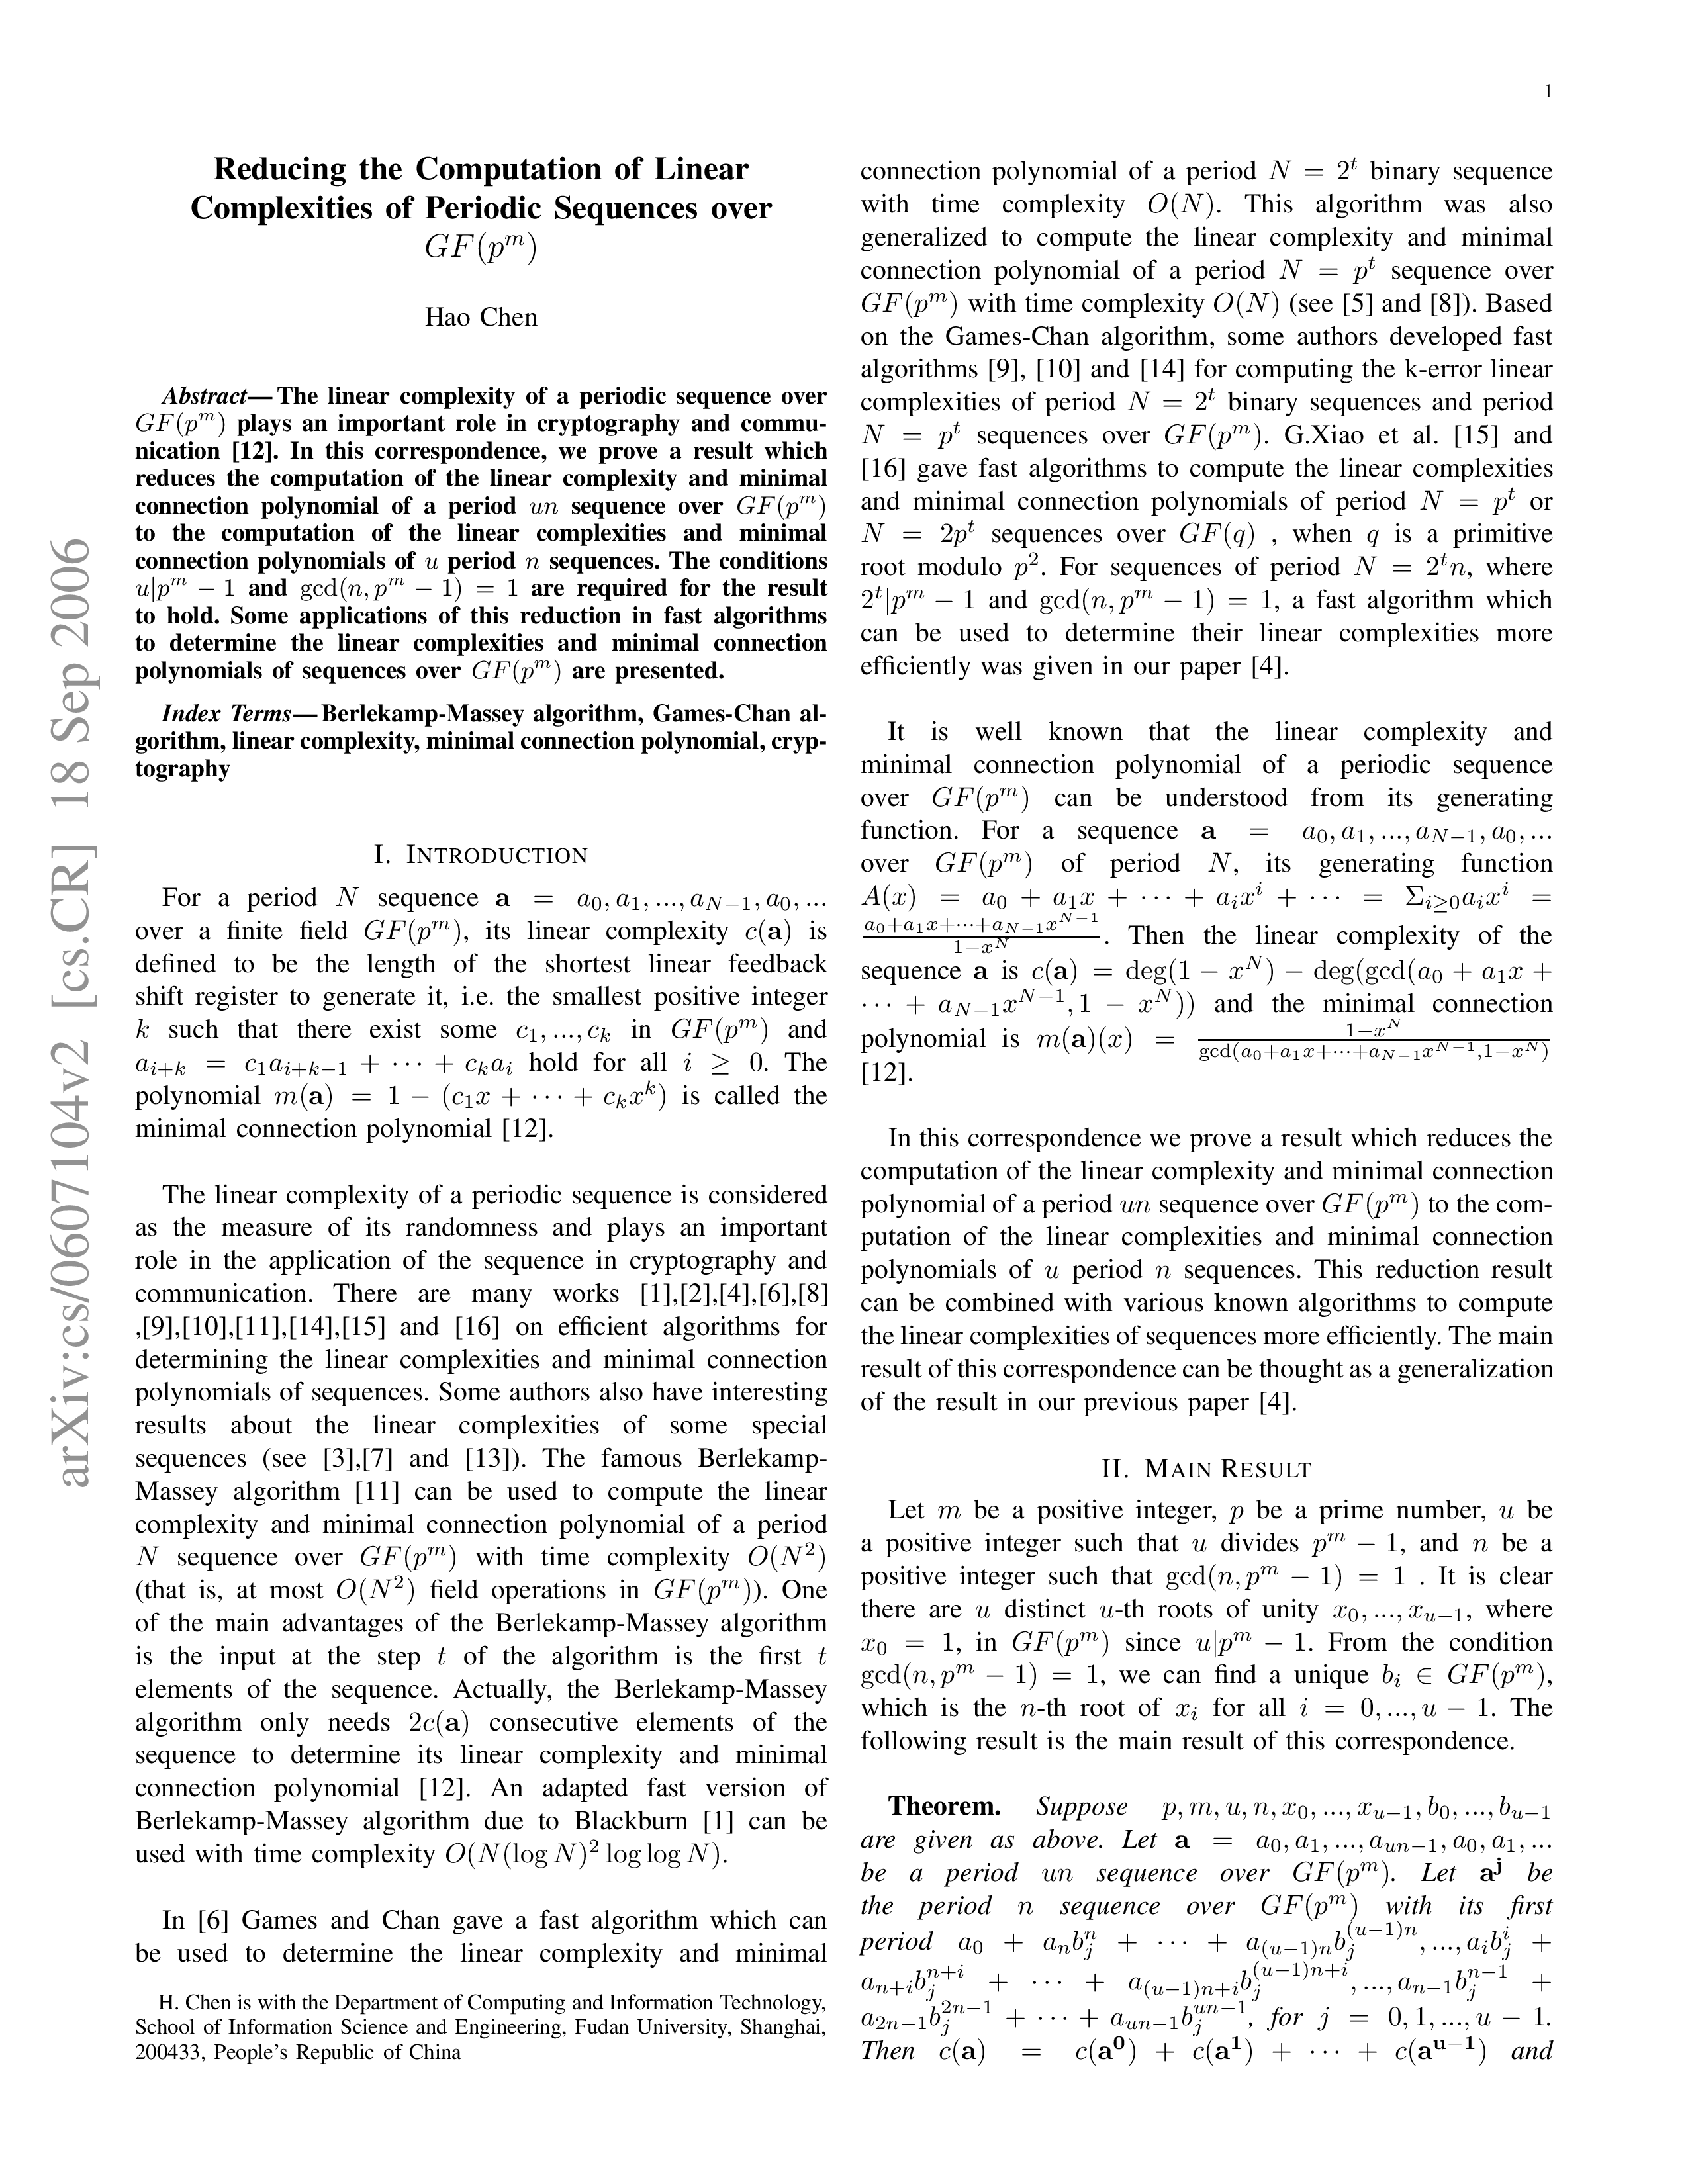 1
Reducing the Computation of Linear
Complexities of Periodic Sequences over
GF(p^m)
Hao Chen
Abstract—The linear complexity of a periodic sequence over
GF(p^m) plays an important role in cryptography and commu-
nication [12]. In this correspondence, we prove a result which
reduces the computation of the linear complexity and minimal
connection polynomial of a period un sequence over GF(p^m)
to the computation of the linear complexities and minimal
connection polynomials of u period n sequences. The conditions
u|p^m − 1 and gcd(n, p^m − 1) = 1 are required for the result
to hold. Some applications of this reduction in fast algorithms
to determine the linear complexities and minimal connection
polynomials of sequences over GF(p^m) are presented.
Index Terms—Berlekamp-Massey algorithm, Games-Chan al-
gorithm, linear complexity, minimal connection polynomial, cryp-
tography
I. INTRODUCTION
For a period N sequence a = a_0, a_1, ..., a_{N−1}, a_0, ...
over a finite field GF(p^m), its linear complexity c(a) is
defined to be the length of the shortest linear feedback
shift register to generate it, i.e. the smallest positive integer
k such that there exist some c_1, ..., c_k in GF(p^m) and
a_{i+k} = c_1a_{i+k−1} + ··· + c_ka_i hold for all i ≥ 0. The
polynomial m(a) = 1 − (c_1x + ··· + c_kx^k) is called the
minimal connection polynomial [12].
The linear complexity of a periodic sequence is considered
as the measure of its randomness and plays an important
role in the application of the sequence in cryptography and
communication. There are many works [1],[2],[4],[6],[8]
,[9],[10],[11],[14],[15] and [16] on efficient algorithms for
determining the linear complexities and minimal connection
polynomials of sequences. Some authors also have interesting
results about the linear complexities of some special
sequences (see [3],[7] and [13]). The famous Berlekamp-
Massey algorithm [11] can be used to compute the linear
complexity and minimal connection polynomial of a period
N sequence over GF(p^m) with time complexity O(N^2)
(that is, at most O(N^2) field operations in GF(p^m)). One
of the main advantages of the Berlekamp-Massey algorithm
is the input at the step t of the algorithm is the first t
elements of the sequence. Actually, the Berlekamp-Massey
algorithm only needs 2c(a) consecutive elements of the
sequence to determine its linear complexity and minimal
connection polynomial [12]. An adapted fast version of
Berlekamp-Massey algorithm due to Blackburn [1] can be
used with time complexity O(N(log N)^2 log log N).
In [6] Games and Chan gave a fast algorithm which can
be used to determine the linear complexity and minimal
H. Chen is with the Department of Computing and Information Technology,
School of Information Science and Engineering, Fudan University, Shanghai,
200433, People's Republic of China
connection polynomial of a period N = 2^t binary sequence
with time complexity O(N). This algorithm was also
generalized to compute the linear complexity and minimal
connection polynomial of a period N = p^t sequence over
GF(p^m) with time complexity O(N) (see [5] and [8]). Based
on the Games-Chan algorithm, some authors developed fast
algorithms [9], [10] and [14] for computing the k-error linear
complexities of period N = 2^t binary sequences and period
N = p^t sequences over GF(p^m). G.Xiao et al. [15] and
[16] gave fast algorithms to compute the linear complexities
and minimal connection polynomials of period N = p^t or
N = 2p^t sequences over GF(q) , when q is a primitive
root modulo p^2. For sequences of period N = 2^tn, where
2^t|p^m − 1 and gcd(n, p^m − 1) = 1, a fast algorithm which
can be used to determine their linear complexities more
efficiently was given in our paper [4].
It is well known that the linear complexity and
minimal connection polynomial of a periodic sequence
over GF(p^m) can be understood from its generating
function. For a sequence a = a_0, a_1, ..., a_{N−1}, a_0, ...
over GF(p^m) of period N, its generating function
A(x) = a_0 + a_1x + ··· + a_ix^i + ··· = Σ_{i≥0}a_ix^i =
\frac{a_0+a_1x+···+a_{N−1}x^{N−1}}{1−x^N}. Then the linear complexity of the
sequence a is c(a) = deg(1 − x^N) − deg(gcd(a_0 + a_1x +
··· + a_{N−1}x^{N−1}, 1 − x^N)) and the minimal connection
polynomial is m(a)(x) = \frac{1−x^N}{gcd(a_0+a_1x+···+a_{N−1}x^{N−1},1−x^N)}
[12].
In this correspondence we prove a result which reduces the
computation of the linear complexity and minimal connection
polynomial of a period un sequence over GF(p^m) to the com-
putation of the linear complexities and minimal connection
polynomials of u period n sequences. This reduction result
can be combined with various known algorithms to compute
the linear complexities of sequences more efficiently. The main
result of this correspondence can be thought as a generalization
of the result in our previous paper [4].
II. MAIN RESULT
Let m be a positive integer, p be a prime number, u be
a positive integer such that u divides p^m − 1, and n be a
positive integer such that gcd(n, p^m − 1) = 1 . It is clear
there are u distinct u-th roots of unity x_0, ..., x_{u−1}, where
x_0 = 1, in GF(p^m) since u|p^m − 1. From the condition
gcd(n, p^m − 1) = 1, we can find a unique b_i ∈ GF(p^m),
which is the n-th root of x_i for all i = 0, ..., u − 1. The
following result is the main result of this correspondence.
Theorem. Suppose p, m, u, n, x_0, ..., x_{u−1}, b_0, ..., b_{u−1}
are given as above. Let a = a_0, a_1, ..., a_{un−1}, a_0, a_1, ...
be a period un sequence over GF(p^m). Let a^j be
the period n sequence over GF(p^m) with its first
period a_0 + a_nb_j^n + ··· + a_{(u−1)n}b_j^{(u−1)n}, ..., a_ib_j^i +
a_{n+i}b_j^{n+i} + ··· + a_{(u−1)n+i}b_j^{(u−1)n+i}, ..., a_{n−1}b_j^{n−1} +
a_{2n−1}b_j^{2n−1} + ··· + a_{un−1}b_j^{un−1}, for j = 0, 1, ..., u − 1.
Then c(a) = c(a^0) + c(a^1) + ··· + c(a^{u−1}) and
arXiv:cs/0607104v2 [cs.CR] 18 Sep 2006